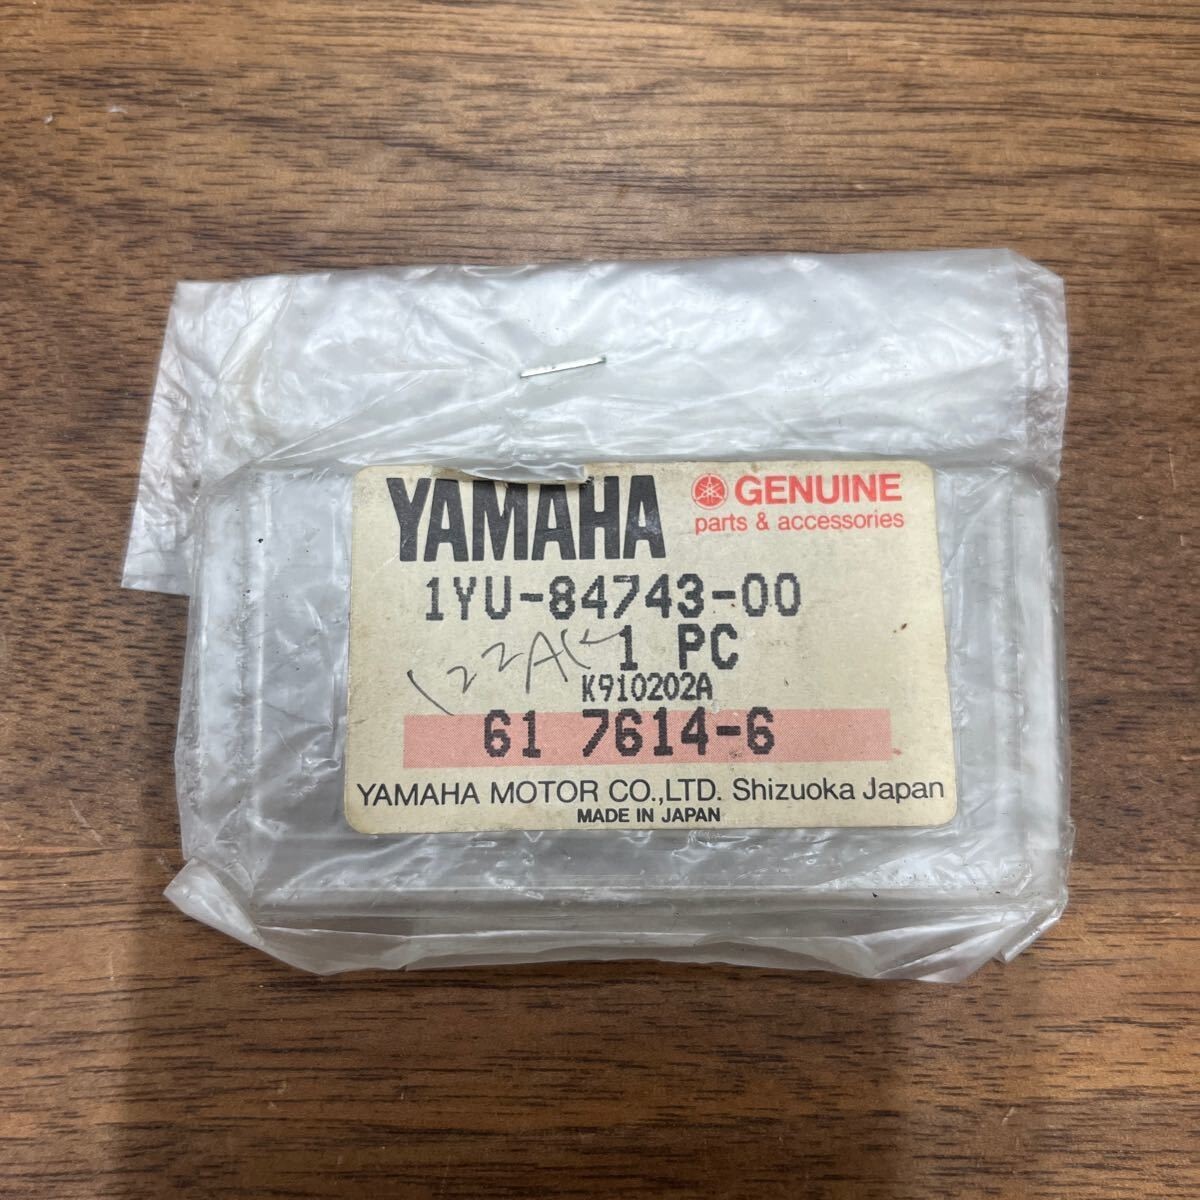 YAMAHA
GENUINE
parts & accessories
1YU-84743-00
1 PC
K910202A
61 7614-6
YAMAHA MOTOR CO.,LTD. Shizuoka Japan
MADE IN JAPAN